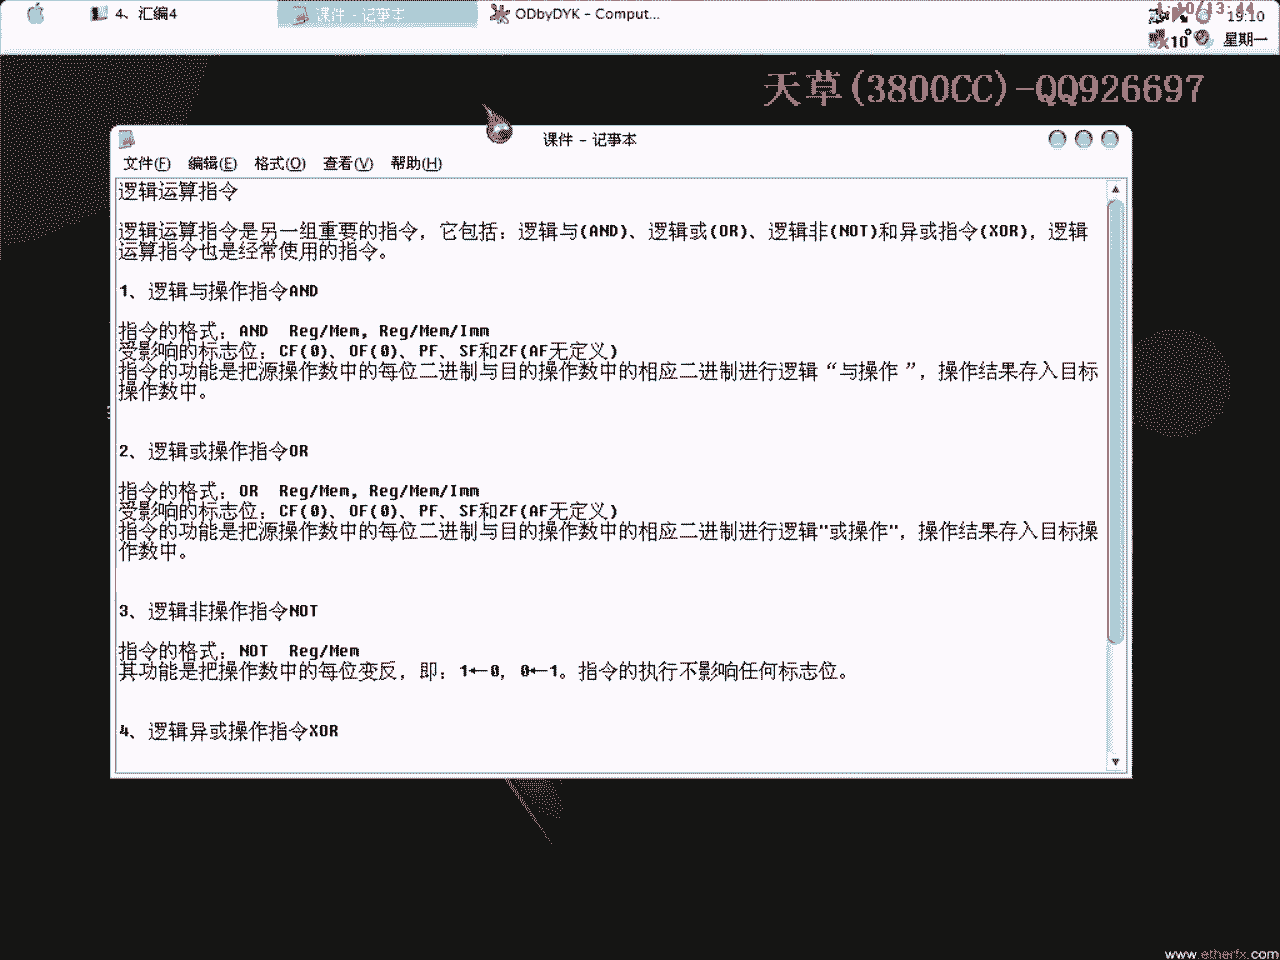 4、汇编4
课件 - 记事本
ODbyDYK - Comput...
19:10
10°
星期一
天草(3800CC)-QQ926697
课件 - 记事本
文件(F) 编辑(E) 格式(O) 查看(V) 帮助(H)
逻辑运算指令
逻辑运算指令是另一组重要的指令，它包括：逻辑与(AND)、逻辑或(OR)、逻辑非(NOT)和异或指令(XOR)，逻辑
运算指令也是经常使用的指令。
1、逻辑与操作指令AND
指令的格式：AND  Reg/Mem, Reg/Mem/Imm
受影响的标志位：CF(0)、OF(0)、PF、SF和ZF(AF无定义)
指令的功能是把源操作数中的每位二进制与目的操作数中的相应二进制进行逻辑“与操作 ”，操作结果存入目标
操作数中。
2、逻辑或操作指令OR
指令的格式：OR  Reg/Mem, Reg/Mem/Imm
受影响的标志位：CF(0)、OF(0)、PF、SF和ZF(AF无定义)
指令的功能是把源操作数中的每位二进制与目的操作数中的相应二进制进行逻辑"或操作"，操作结果存入目标操
作数中。
3、逻辑非操作指令NOT
指令的格式：NOT  Reg/Mem
其功能是把操作数中的每位变反，即：1←0，0←1。指令的执行不影响任何标志位。
4、逻辑异或操作指令XOR
www.etherfx.com